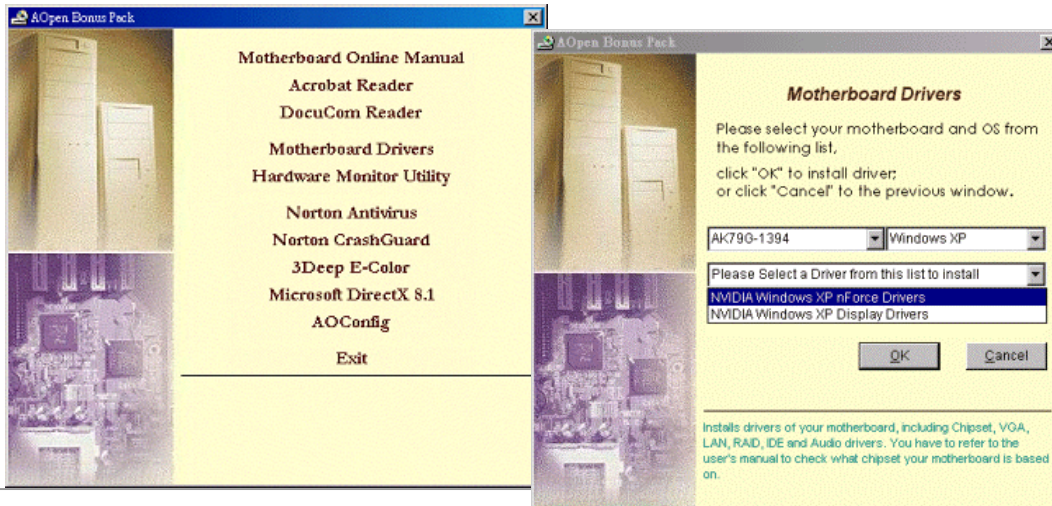 AOpen Bonus Pack
Motherboard Online Manual
Acrobat Reader
DocuCom Reader
Motherboard Drivers
Hardware Monitor Utility
Norton Antivirus
Norton CrashGuard
3Deep E-Color
Microsoft DirectX 8.1
AOConfig
Exit
AOpen Bonus Pack
Motherboard Drivers
Please select your motherboard and OS from
the following list,
click "OK" to install driver;
or click "Cancel" to the previous window.
AK79G-1394
Windows XP
Please Select a Driver from this list to install
NVIDIA Windows XP nForce Drivers
NVIDIA Windows XP Display Drivers
OK
Cancel
Installs drivers of your motherboard, including Chipset, VGA,
LAN, RAID, IDE and Audio drivers. You have to refer to the
user's manual to check what chipset your motherboard is based
on.